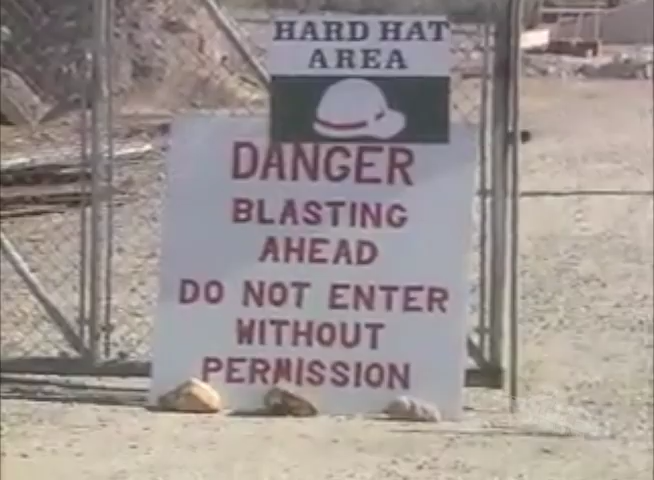 HARD HAT
AREA
DANGER
BLASTING
AHEAD
DO NOT ENTER
WITHOUT
PERMISSION